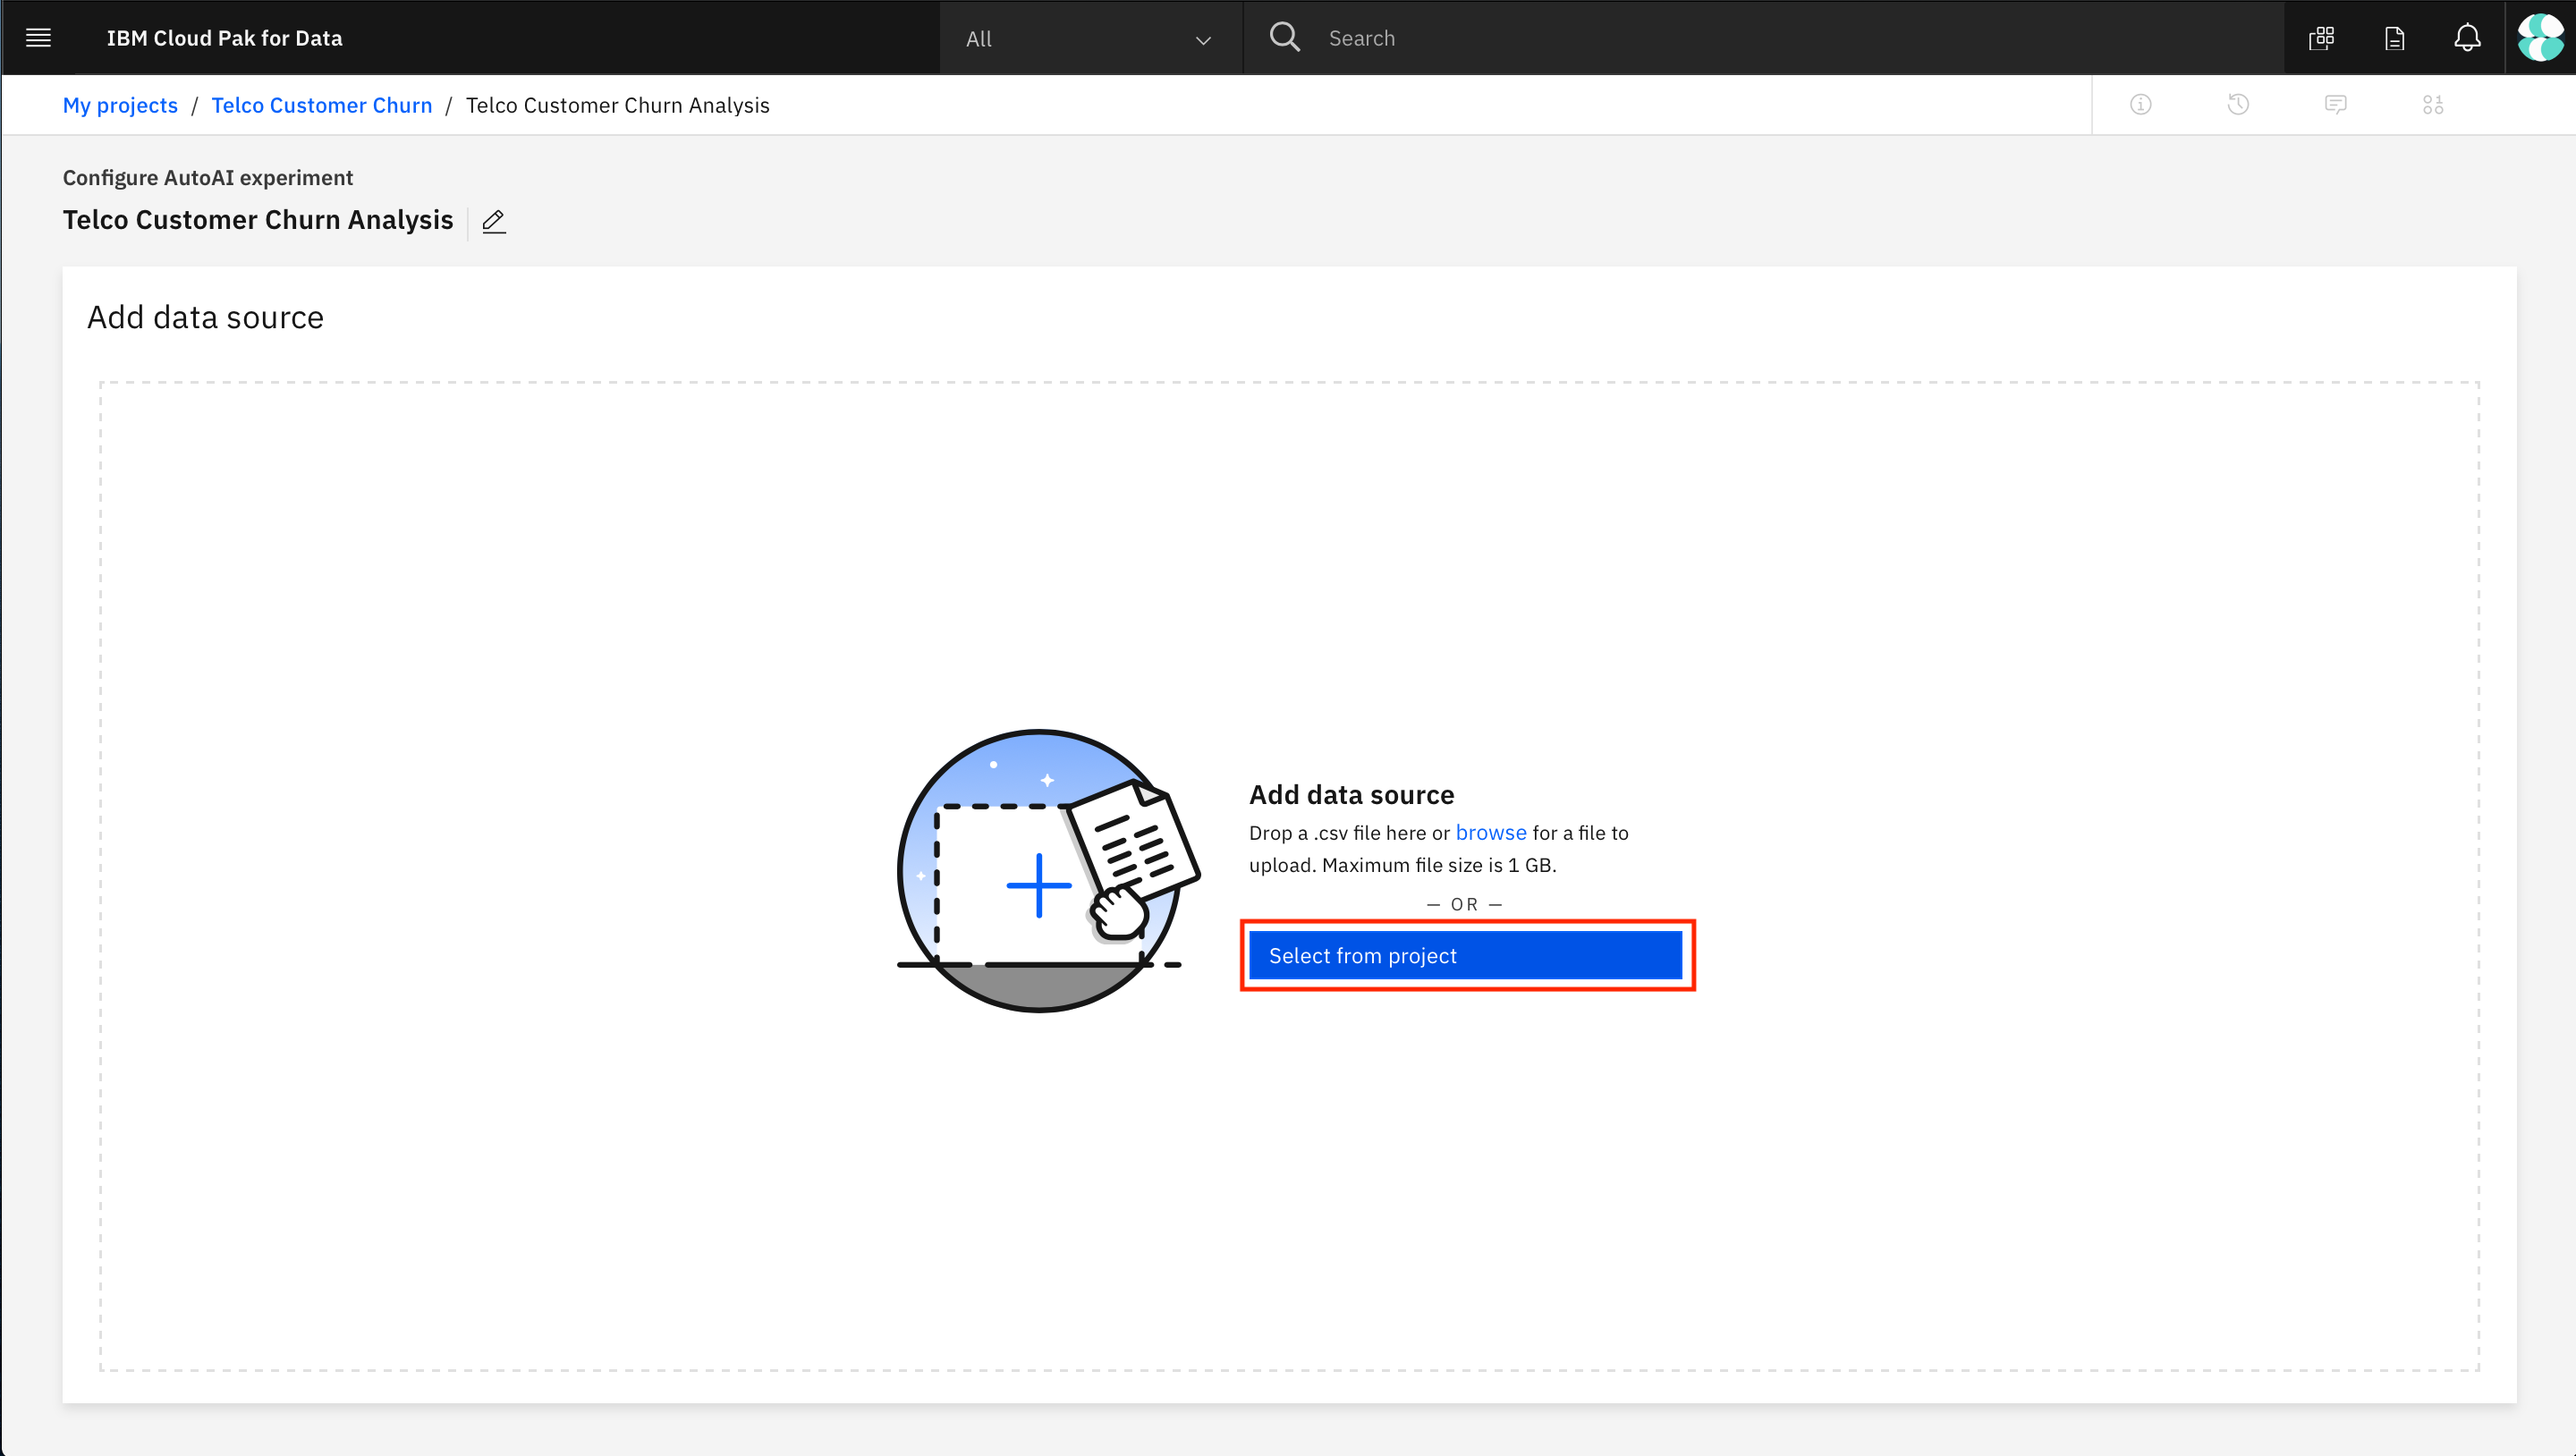 IBM Cloud Pak for Data
All
Search
My projects / Telco Customer Churn / Telco Customer Churn Analysis
Configure AutoAI experiment
Telco Customer Churn Analysis
Add data source
Add data source
Drop a .csv file here or browse for a file to
upload. Maximum file size is 1 GB.
— OR —
Select from project